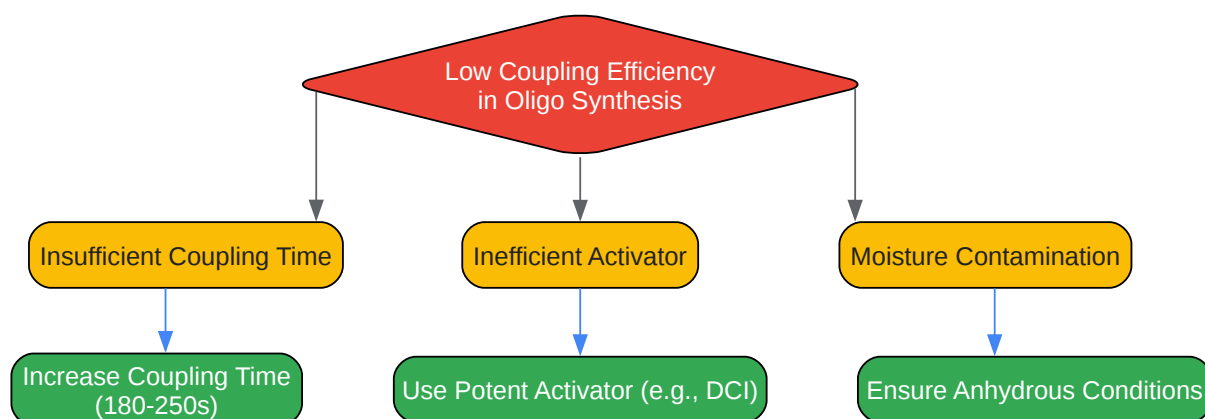 Low Coupling Efficiency
in Oligo Synthesis
Insufficient Coupling Time
Inefficient Activator
Moisture Contamination
Increase Coupling Time
(180-250s)
Use Potent Activator (e.g., DCI)
Ensure Anhydrous Conditions